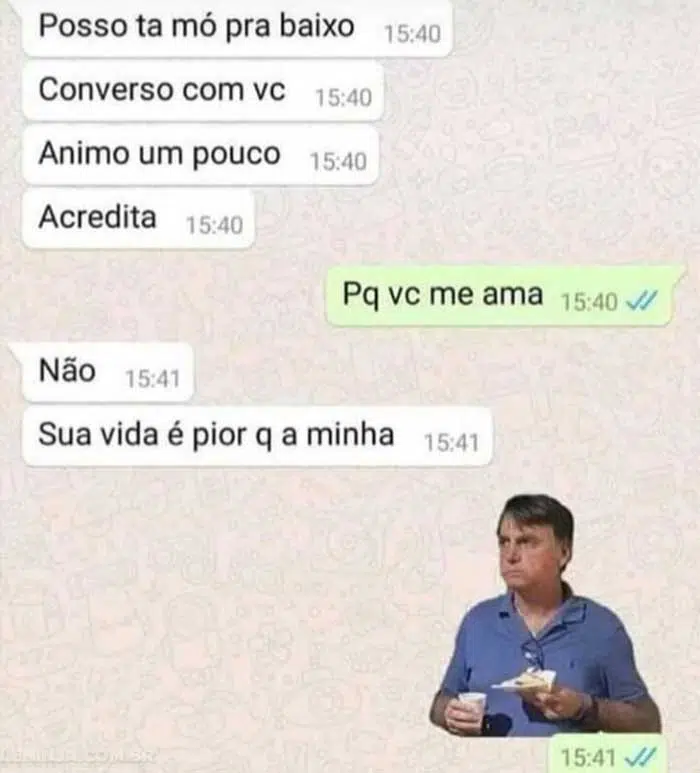 Posso ta mó pra baixo 15:40
Converso com vc 15:40
Animo um pouco 15:40
Acredita 15:40
Pq vc me ama 15:40
Não 15:41
Sua vida é pior q a minha 15:41
15:41